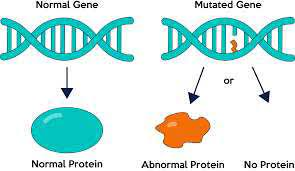 Normal Gene
Mutated Gene
or
Normal Protein
Abnormal Protein
No Protein